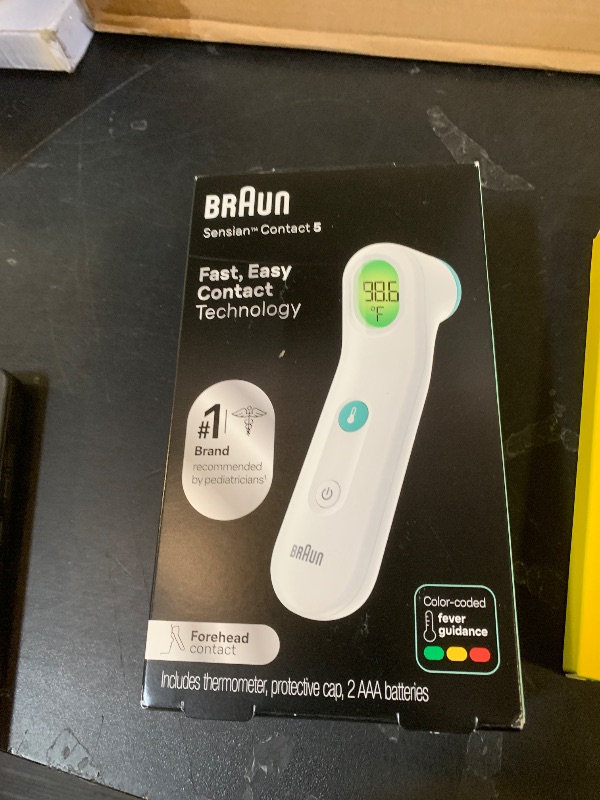 BRAUN
Sensian™ Contact 5
Fast, Easy
Contact
Technology
98.6
°F
#1
Brand
recommended
by pediatricians¹
BRAUN
Color-coded
fever
guidance
Forehead
contact
Includes thermometer, protective cap, 2 AAA batteries